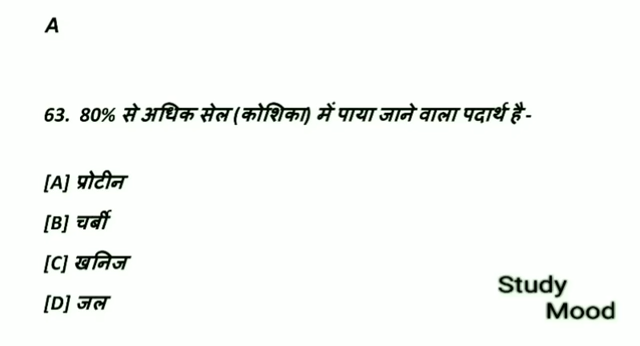 A
63. 80% से अधिक सेल (कोशिका) में पाया जाने वाला पदार्थ है -
[A] प्रोटीन
[B] चर्बी
[C] खनिज
[D] जल
Study
Mood